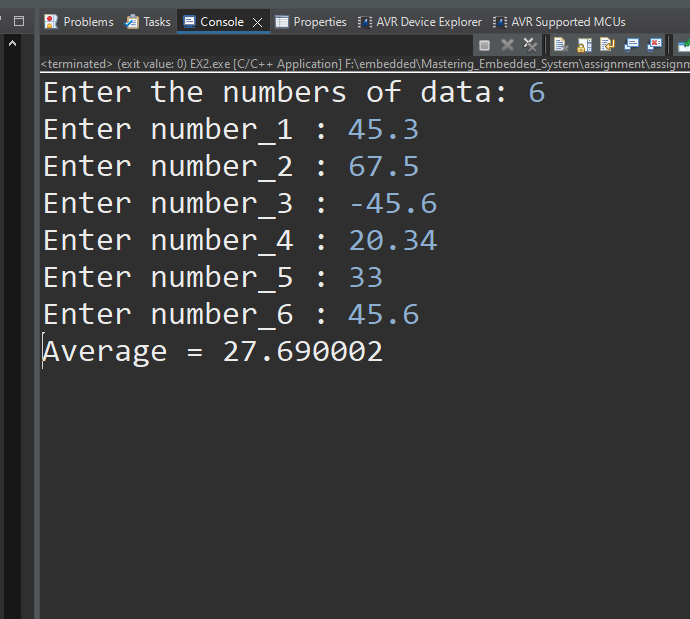 Problems Tasks Console Properties AVR Device Explorer AVR Supported MCUs
<terminated> (exit value: 0) EX2.exe [C/C++ Application] F:\embedded\Mastering_Embedded_System\assignment\assignm
Enter the numbers of data: 6
Enter number_1 : 45.3
Enter number_2 : 67.5
Enter number_3 : -45.6
Enter number_4 : 20.34
Enter number_5 : 33
Enter number_6 : 45.6
Average = 27.690002